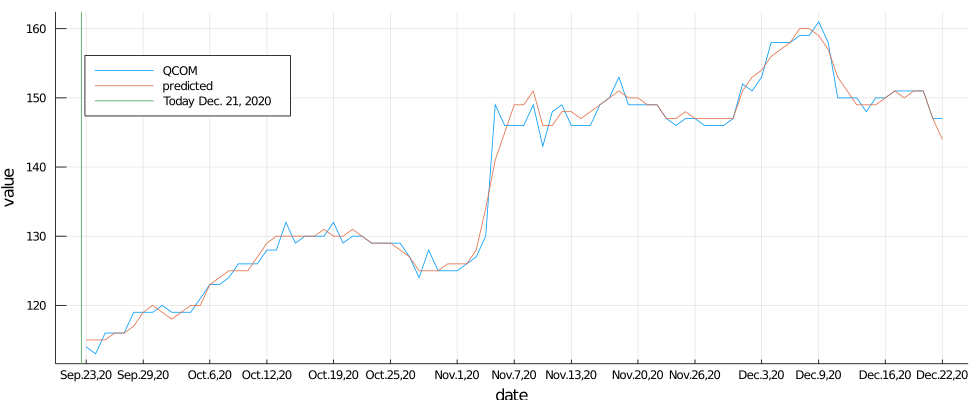 160
150
140
130
120
value
QCOM
predicted
Today Dec. 21, 2020
Sep.23,20 Sep.29,20 Oct.6,20 Oct.12,20 Oct.19,20 Oct.25,20 Nov.1,20 Nov.7,20 Nov.13,20 Nov.20,20 Nov.26,20 Dec.3,20 Dec.9,20 Dec.16,20 Dec.22,20
date